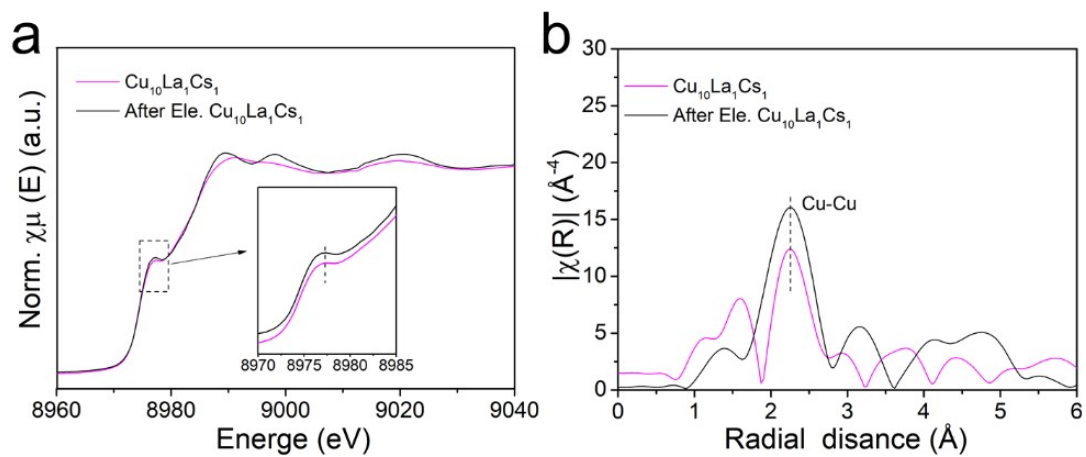 a
Cu₁₀La₁Cs₁
After Ele. Cu₁₀La₁Cs₁
Norm. χμ (E) (a.u.)
8970 8975 8980 8985
8960 8980 9000 9020 9040
Energe (eV)
b
30
25
20
15
10
5
0
Cu₁₀La₁Cs₁
After Ele. Cu₁₀La₁Cs₁
Cu-Cu
|χ(R)| (Å⁻⁴)
0 1 2 3 4 5 6
Radial disance (Å)